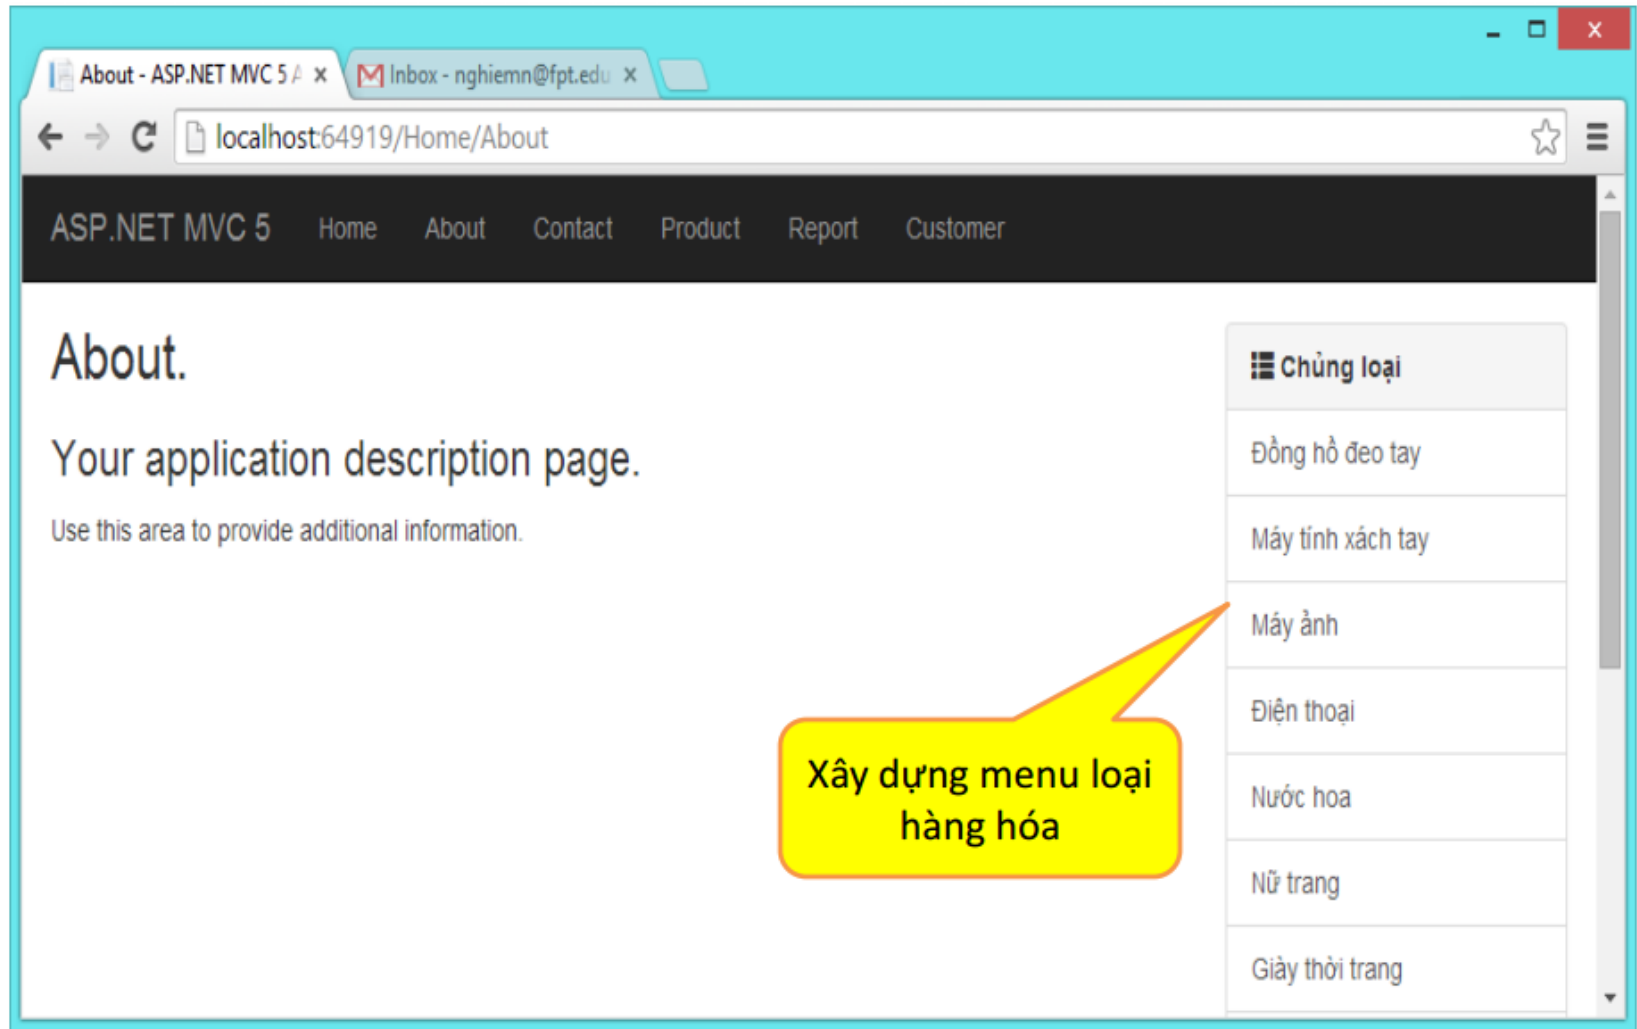 About - ASP.NET MVC 5 A
Inbox - nghiemn@fpt.edu
localhost:64919/Home/About
ASP.NET MVC 5 Home About Contact Product Report Customer
About.
Your application description page.
Use this area to provide additional information.
Chủng loại
Đồng hồ đeo tay
Máy tính xách tay
Máy ảnh
Điện thoại
Nước hoa
Nữ trang
Giày thời trang
Xây dựng menu loại
hàng hóa